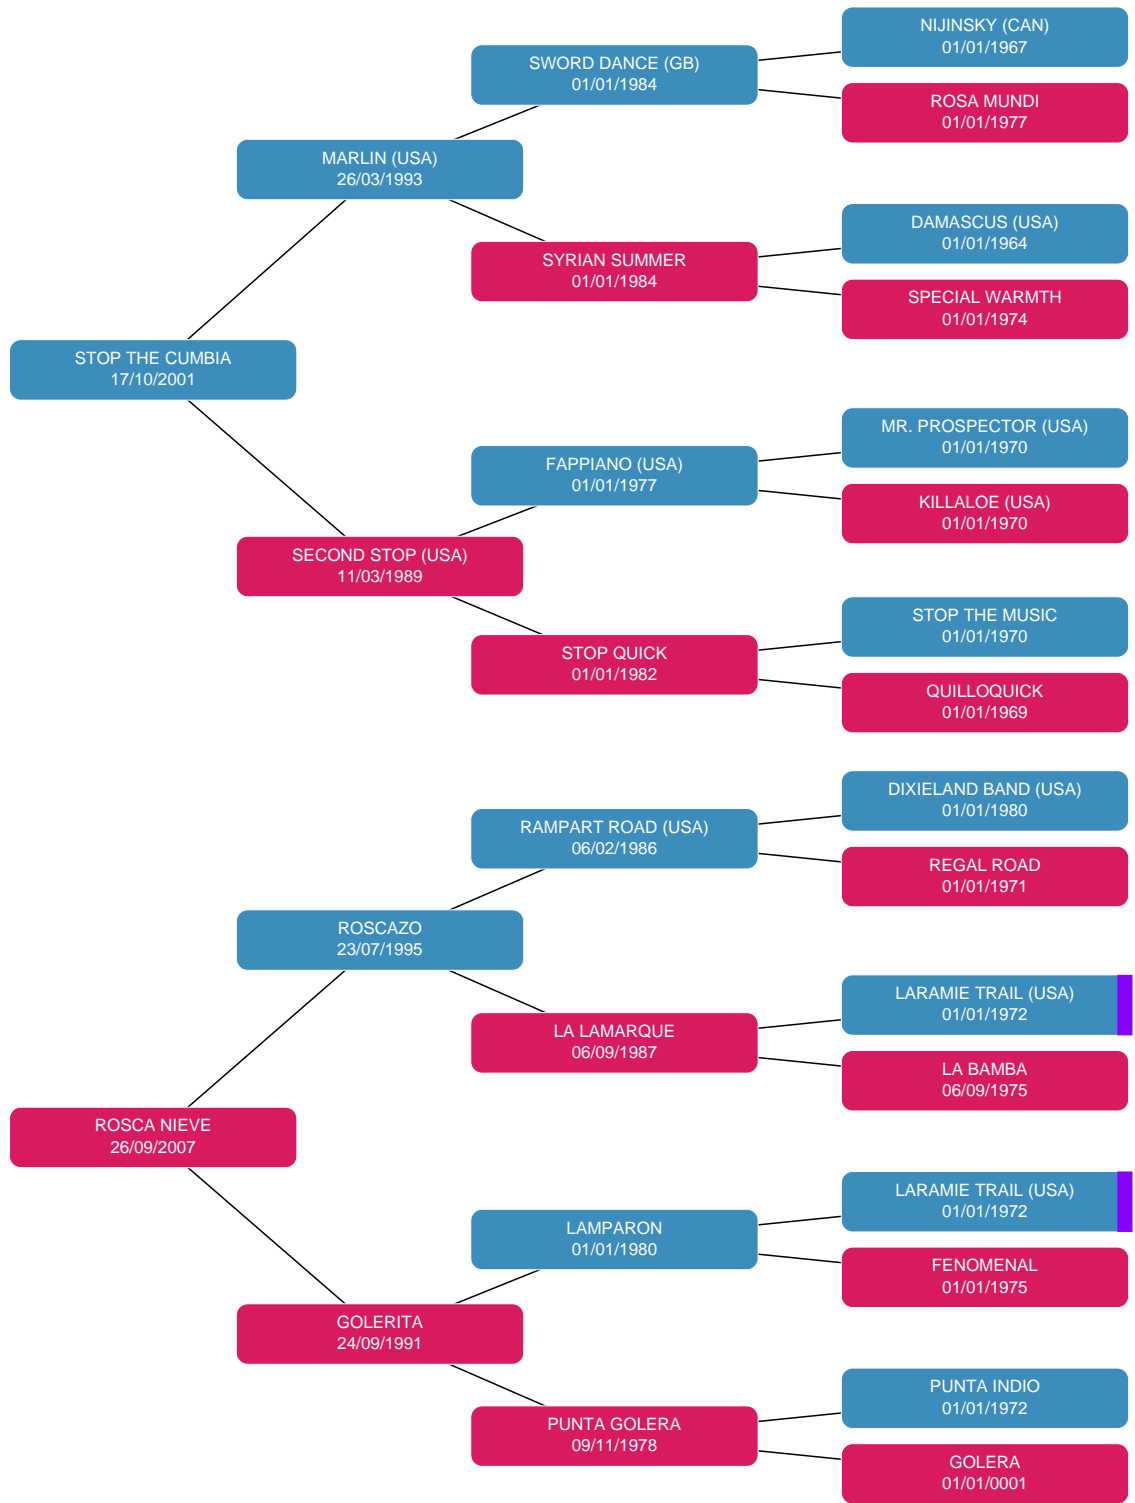 NIJINSKY (CAN)
01/01/1967
SWORD DANCE (GB)
01/01/1984
ROSA MUNDI
01/01/1977
MARLIN (USA)
26/03/1993
DAMASCUS (USA)
01/01/1964
SYRIAN SUMMER
01/01/1984
SPECIAL WARMTH
01/01/1974
STOP THE CUMBIA
17/10/2001
MR. PROSPECTOR (USA)
01/01/1970
FAPPIANO (USA)
01/01/1977
KILLALOE (USA)
01/01/1970
SECOND STOP (USA)
11/03/1989
STOP THE MUSIC
01/01/1970
STOP QUICK
01/01/1982
QUILLOQUICK
01/01/1969
DIXIELAND BAND (USA)
01/01/1980
RAMPART ROAD (USA)
06/02/1986
REGAL ROAD
01/01/1971
ROSCAZO
23/07/1995
LARAMIE TRAIL (USA)
01/01/1972
LA LAMARQUE
06/09/1987
LA BAMBA
06/09/1975
ROSCA NIEVE
26/09/2007
LARAMIE TRAIL (USA)
01/01/1972
LAMPARON
01/01/1980
FENOMENAL
01/01/1975
GOLERITA
24/09/1991
PUNTA INDIO
01/01/1972
PUNTA GOLERA
09/11/1978
GOLERA
01/01/0001